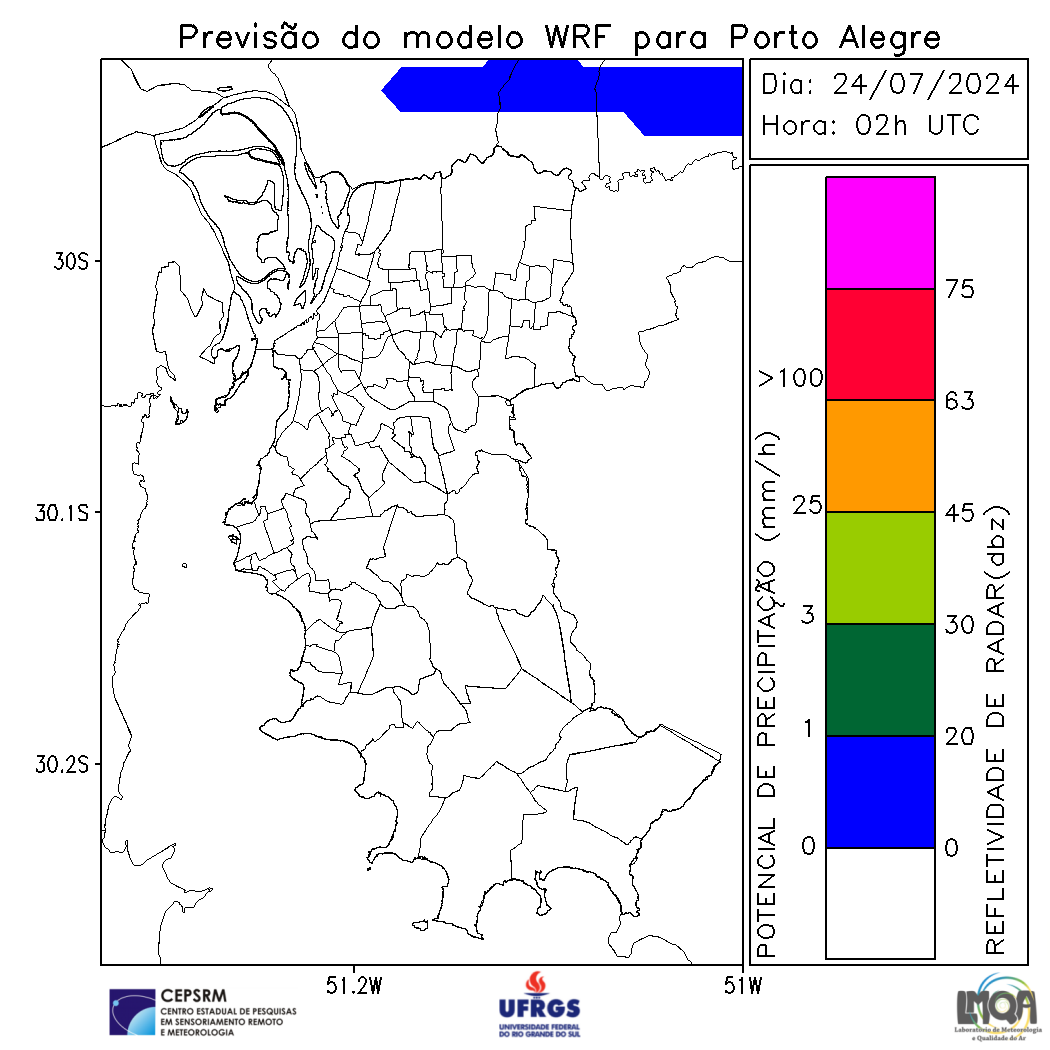 Previsão do modelo WRF para Porto Alegre
Dia: 24/07/2024
Hora: 02h UTC
30S
30.1S
30.2S
51.2W
51W
POTENCIAL DE PRECIPITAÇÃO (mm/h)
>100
25
3
1
0
75
63
45
30
20
0
REFLETIVIDADE DE RADAR(dbz)
CEPSRM
CENTRO ESTADUAL DE PESQUISAS
EM SENSORIAMENTO REMOTO
E METEOROLOGIA
UFRGS
UNIVERSIDADE FEDERAL
DO RIO GRANDE DO SUL
LMQA
Laboratório de Meteorologia
e Qualidade do Ar